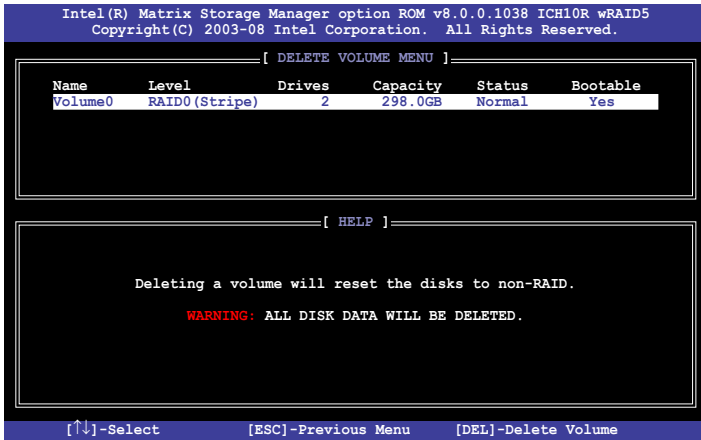 Intel(R) Matrix Storage Manager option ROM v8.0.0.1038 ICH10R wRAID5
Copyright(C) 2003-08 Intel Corporation. All Rights Reserved.
[ DELETE VOLUME MENU ]
Name Level Drives Capacity Status Bootable
Volume0 RAID0(Stripe) 2 298.0GB Normal Yes
[ HELP ]
Deleting a volume will reset the disks to non-RAID.
WARNING: ALL DISK DATA WILL BE DELETED.
[↑↓]-Select [ESC]-Previous Menu [DEL]-Delete Volume